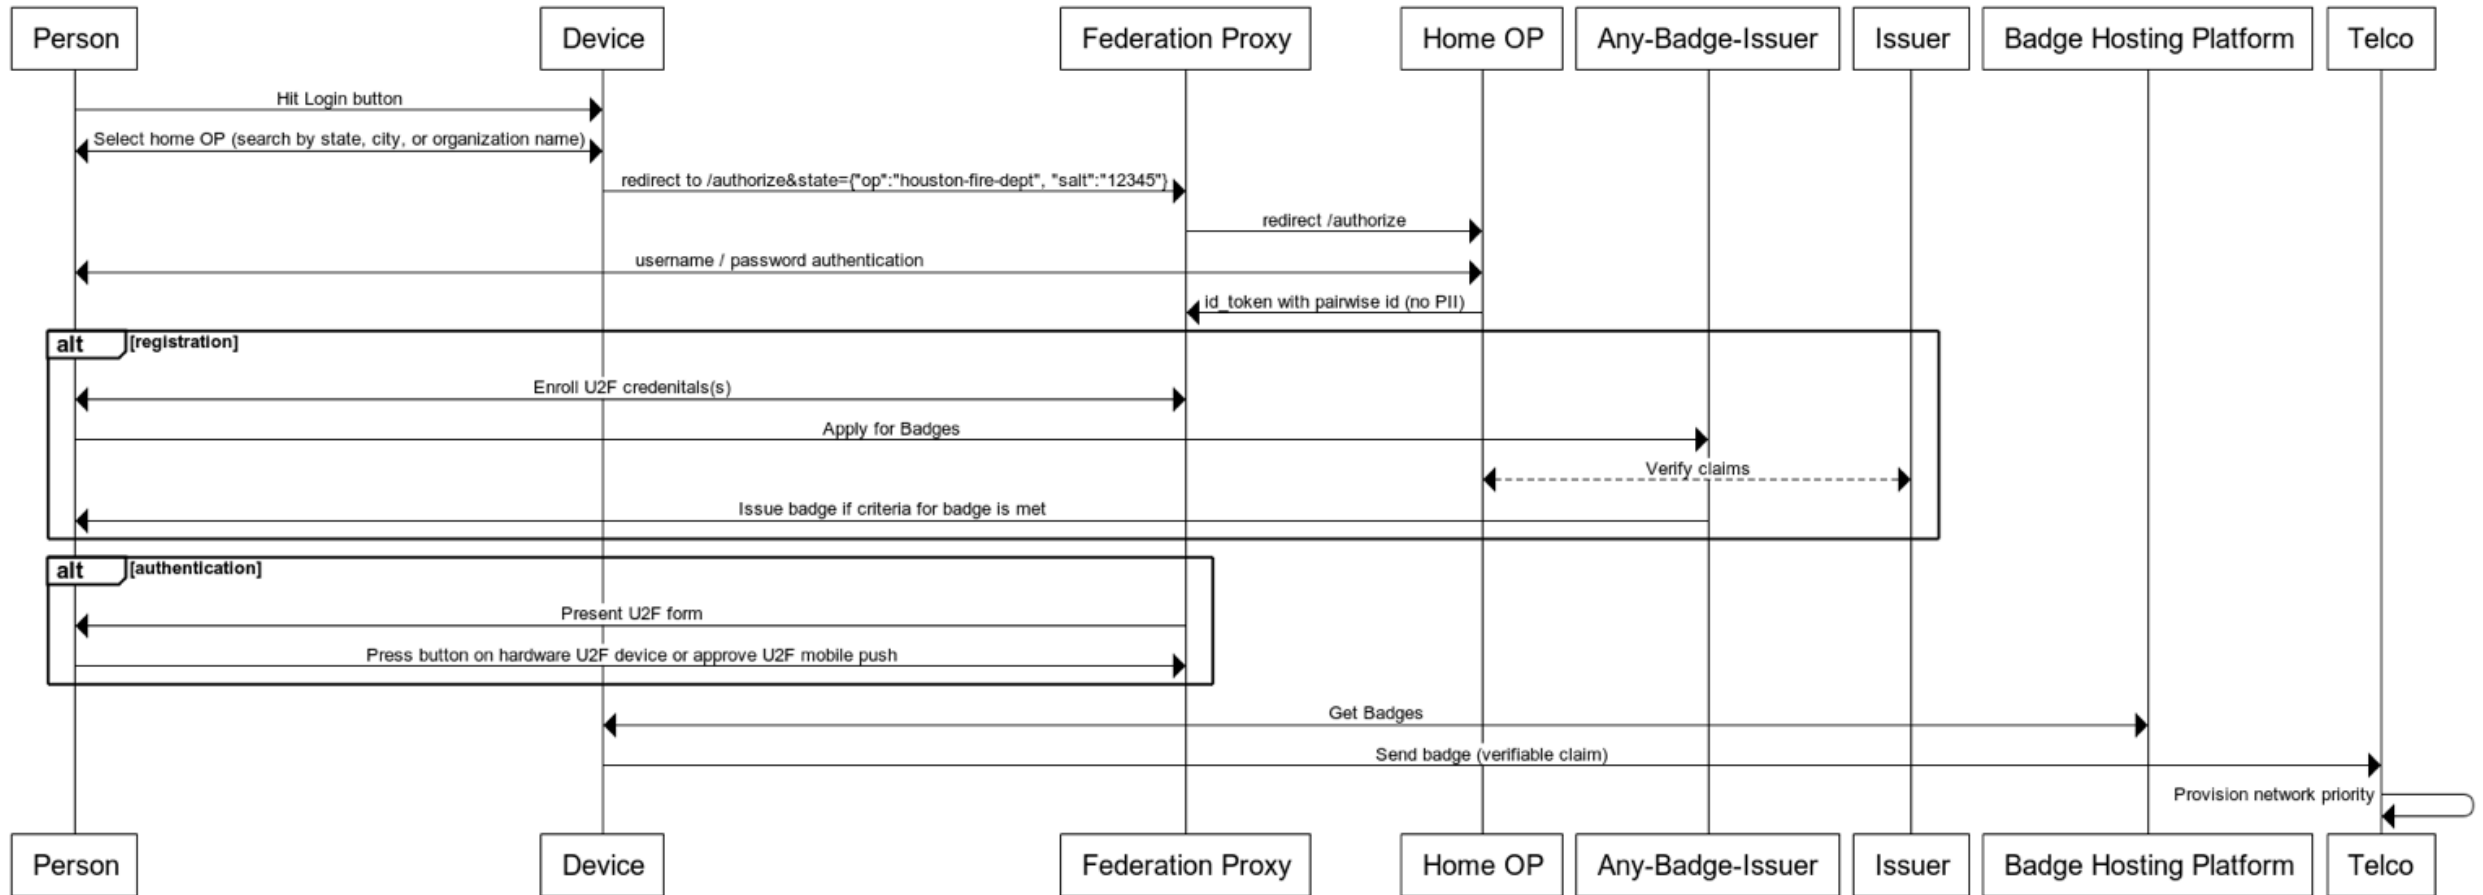 Person
Device
Federation Proxy
Home OP
Any-Badge-Issuer
Issuer
Badge Hosting Platform
Telco
Hit Login button
Select home OP (search by state, city, or organization name)
redirect to /authorize&state={"op":"houston-fire-dept", "salt":"12345"}
redirect /authorize
username / password authentication
id_token with pairwise id (no PII)
alt [registration]
Enroll U2F credenitals(s)
Apply for Badges
Verify claims
Issue badge if criteria for badge is met
alt [authentication]
Present U2F form
Press button on hardware U2F device or approve U2F mobile push
Get Badges
Send badge (verifiable claim)
Provision network priority
Person
Device
Federation Proxy
Home OP
Any-Badge-Issuer
Issuer
Badge Hosting Platform
Telco